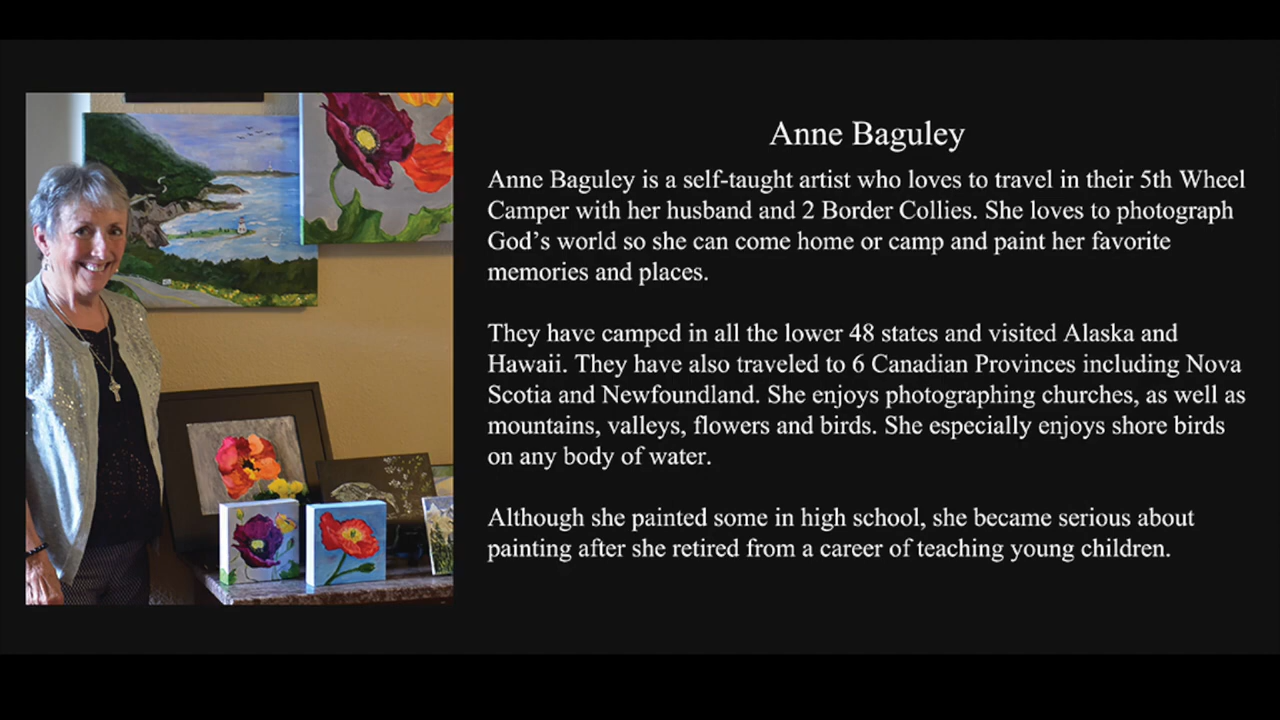 Anne Baguley
Anne Baguley is a self-taught artist who loves to travel in their 5th Wheel
Camper with her husband and 2 Border Collies. She loves to photograph
God's world so she can come home or camp and paint her favorite
memories and places.
They have camped in all the lower 48 states and visited Alaska and
Hawaii. They have also traveled to 6 Canadian Provinces including Nova
Scotia and Newfoundland. She enjoys photographing churches, as well as
mountains, valleys, flowers and birds. She especially enjoys shore birds
on any body of water.
Although she painted some in high school, she became serious about
painting after she retired from a career of teaching young children.